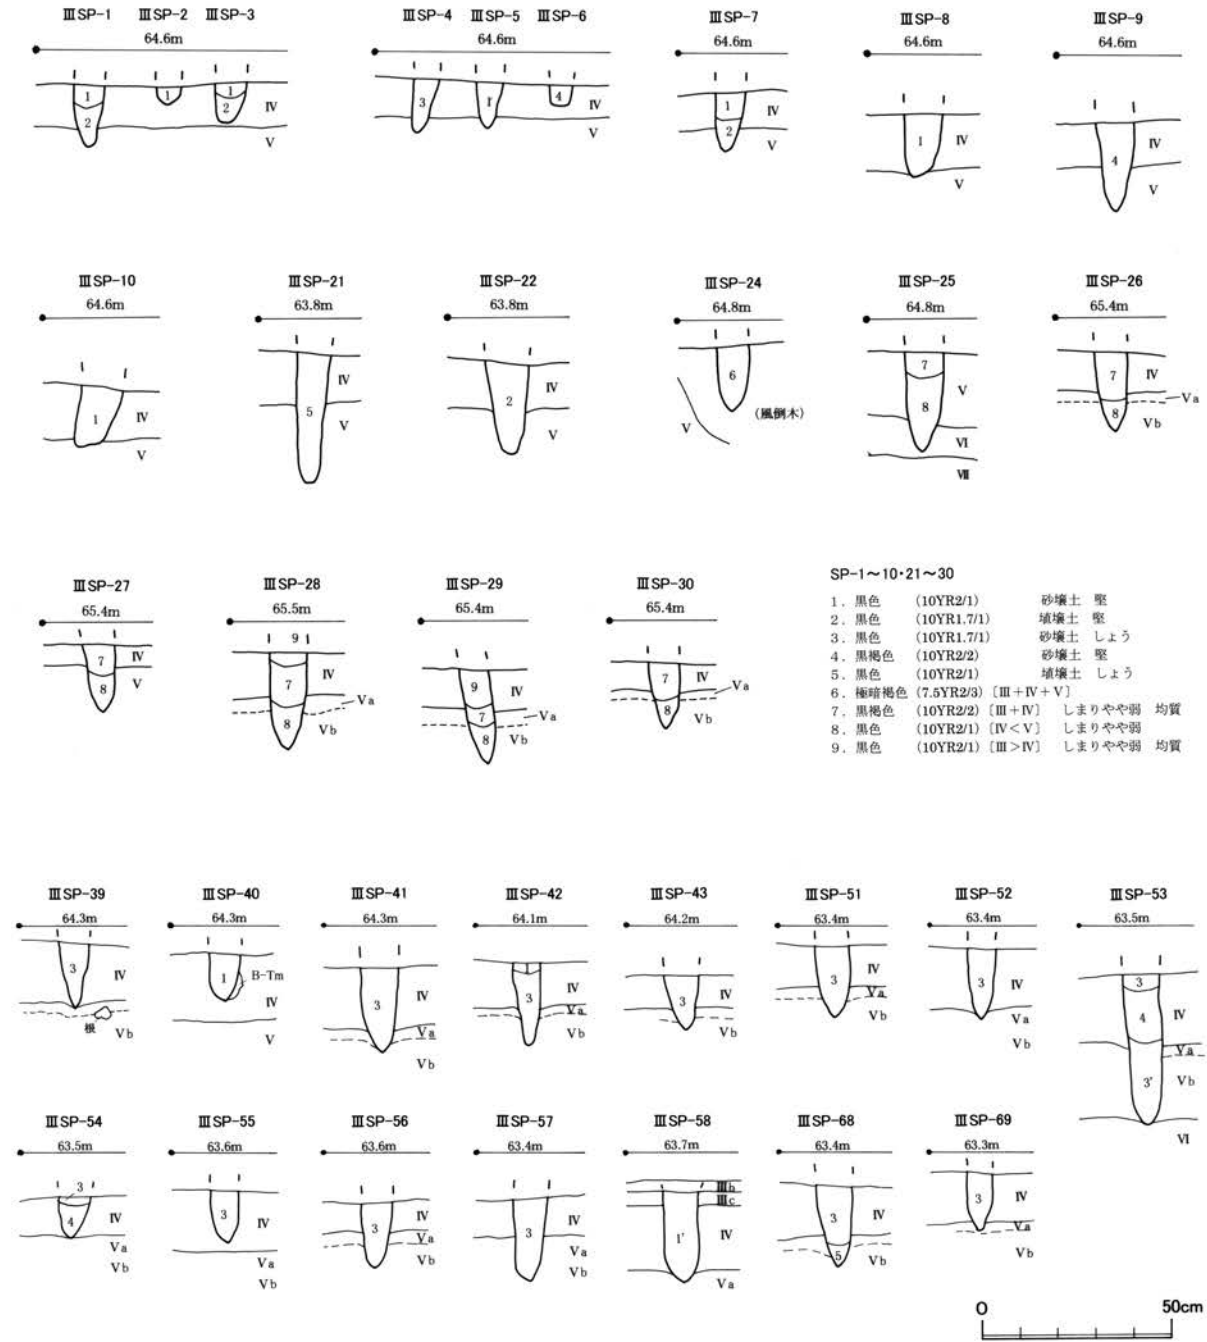 ⅢSP-1 ⅢSP-2 ⅢSP-3
64.6m
1
2
1
1
2
Ⅳ
Ⅴ
ⅢSP-4 ⅢSP-5 ⅢSP-6
64.6m
3
1'
4
Ⅳ
Ⅴ
ⅢSP-7
64.6m
1
2
Ⅳ
Ⅴ
ⅢSP-8
64.6m
1
Ⅳ
Ⅴ
ⅢSP-9
64.6m
4
Ⅳ
Ⅴ
ⅢSP-10
64.6m
1
Ⅳ
Ⅴ
ⅢSP-21
63.8m
5
Ⅳ
Ⅴ
ⅢSP-22
63.8m
2
Ⅳ
Ⅴ
ⅢSP-24
64.8m
6
(風倒木)
Ⅴ
ⅢSP-25
64.8m
7
8
Ⅴ
Ⅵ
Ⅷ
ⅢSP-26
65.4m
7
8
Ⅳ
Ⅴa
Ⅴb
ⅢSP-27
65.4m
7
8
Ⅳ
Ⅴ
ⅢSP-28
65.5m
9
7
8
Ⅳ
Ⅴa
Ⅴb
ⅢSP-29
65.4m
9
7
8
Ⅳ
Ⅴa
Ⅴb
ⅢSP-30
65.4m
7
8
Ⅳ
Ⅴa
Ⅴb
SP-1～10・21～30
1. 黒色 (10YR2/1) 砂壌土 堅
2. 黒色 (10YR1.7/1) 埴壌土 堅
3. 黒色 (10YR1.7/1) 砂壌土 しょう
4. 黒褐色 (10YR2/2) 砂壌土 堅
5. 黒色 (10YR2/1) 埴壌土 しょう
6. 極暗褐色 (7.5YR2/3) 〔Ⅲ＋Ⅳ＋Ⅴ〕
7. 黒褐色 (10YR2/2) 〔Ⅲ＋Ⅳ〕 しまりやや弱 均質
8. 黒色 (10YR2/1) 〔Ⅳ＜Ⅴ〕 しまりやや弱
9. 黒色 (10YR2/1) 〔Ⅲ＞Ⅳ〕 しまりやや弱 均質
ⅢSP-39
64.3m
3
Ⅳ
根
Ⅴb
ⅢSP-40
64.3m
1
B-Tm
Ⅳ
Ⅴ
ⅢSP-41
64.3m
3
Ⅳ
Ⅴa
Ⅴb
ⅢSP-42
64.1m
3
Ⅳ
Ⅴa
Ⅴb
ⅢSP-43
64.2m
3
Ⅳ
Ⅴb
ⅢSP-51
63.4m
3
Ⅳ
Ⅴa
Ⅴb
ⅢSP-52
63.4m
3
Ⅳ
Ⅴa
Ⅴb
ⅢSP-53
63.5m
3
4
3'
Ⅳ
Ⅴa
Ⅴb
Ⅵ
ⅢSP-54
63.5m
3
4
Ⅳ
Ⅴa
Ⅴb
ⅢSP-55
63.6m
3
Ⅳ
Ⅴa
Ⅴb
ⅢSP-56
63.6m
3
Ⅳ
Ⅴa
Ⅴb
ⅢSP-57
63.4m
3
Ⅳ
Ⅴa
Ⅴb
ⅢSP-58
63.7m
Ⅲb
Ⅲc
1'
Ⅳ
Ⅴa
ⅢSP-68
63.4m
3
5
Ⅳ
Ⅴb
ⅢSP-69
63.3m
3
Ⅳ
Ⅴa
Ⅴb
0 50cm